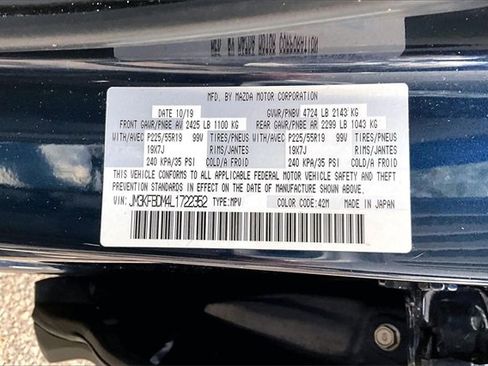 MFD. BY MAZDA MOTOR CORPORATION
DATE 10/19 GVWR/PNBV 4724 LB 2143 KG
FRONT GAWR/PNBE AV 2425 LB 1100 KG REAR GAWR/PNBE AR 2299 LB 1043 KG
WITH/AVEC P225/55R19 99V TIRES/PNEUS WITH/AVEC P225/55R19 99V TIRES/PNEUS
19X7J RIMS/JANTES 19X7J RIMS/JANTES
240 KPA/35 PSI COLD/A FROID 240 KPA/35 PSI COLD/A FROID
THIS VEHICLE CONFORMS TO ALL APPLICABLE FEDERAL MOTOR VEHICLE SAFETY AND THEFT
PREVENTION STANDARDS IN EFFECT ON THE DATE OF MANUFACTURE SHOWN ABOVE.
VIN: JM3KFBDM4L1722352 TYPE:MPV COLOR CODE:42M MADE IN JAPAN